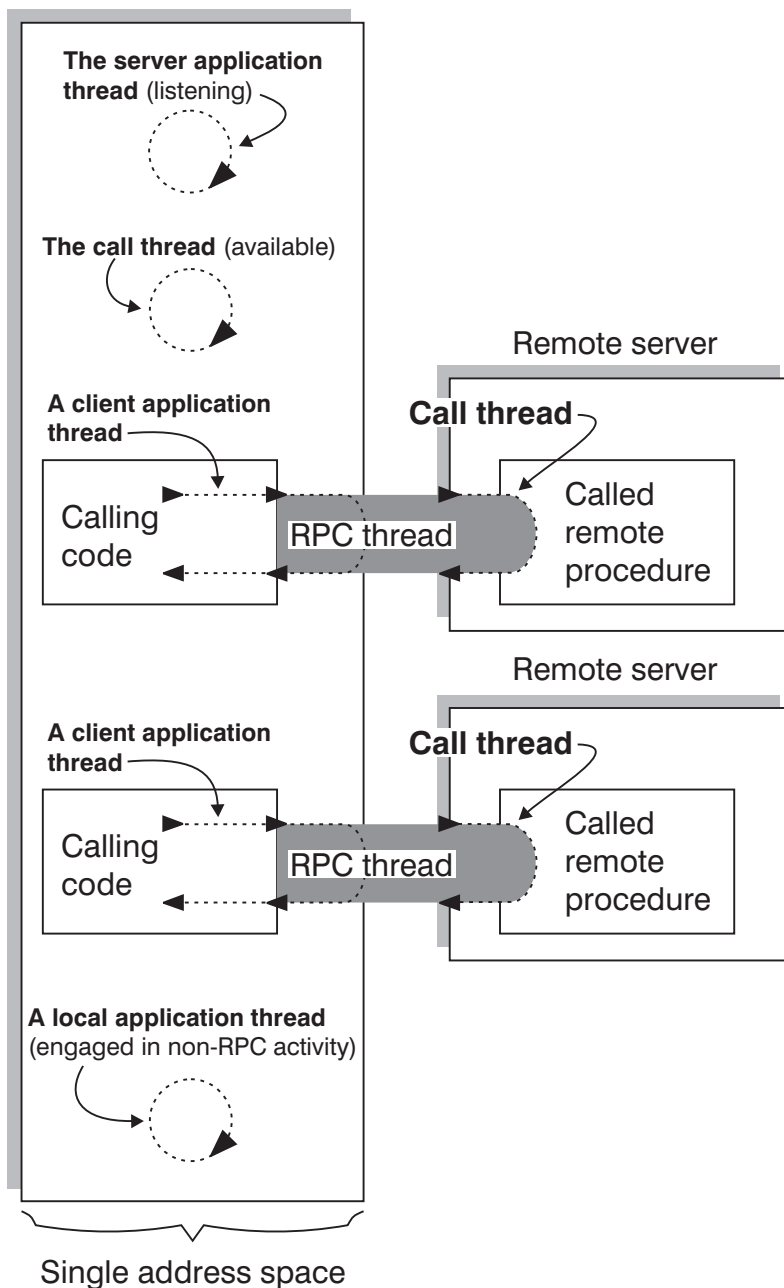 The server application
thread (listening)
The call thread (available)
Remote server
A client application
thread
Call thread
Calling
code
RPC thread
Called
remote
procedure
Remote server
A client application
thread
Call thread
Calling
code
RPC thread
Called
remote
procedure
A local application thread
(engaged in non-RPC activity)
Single address space